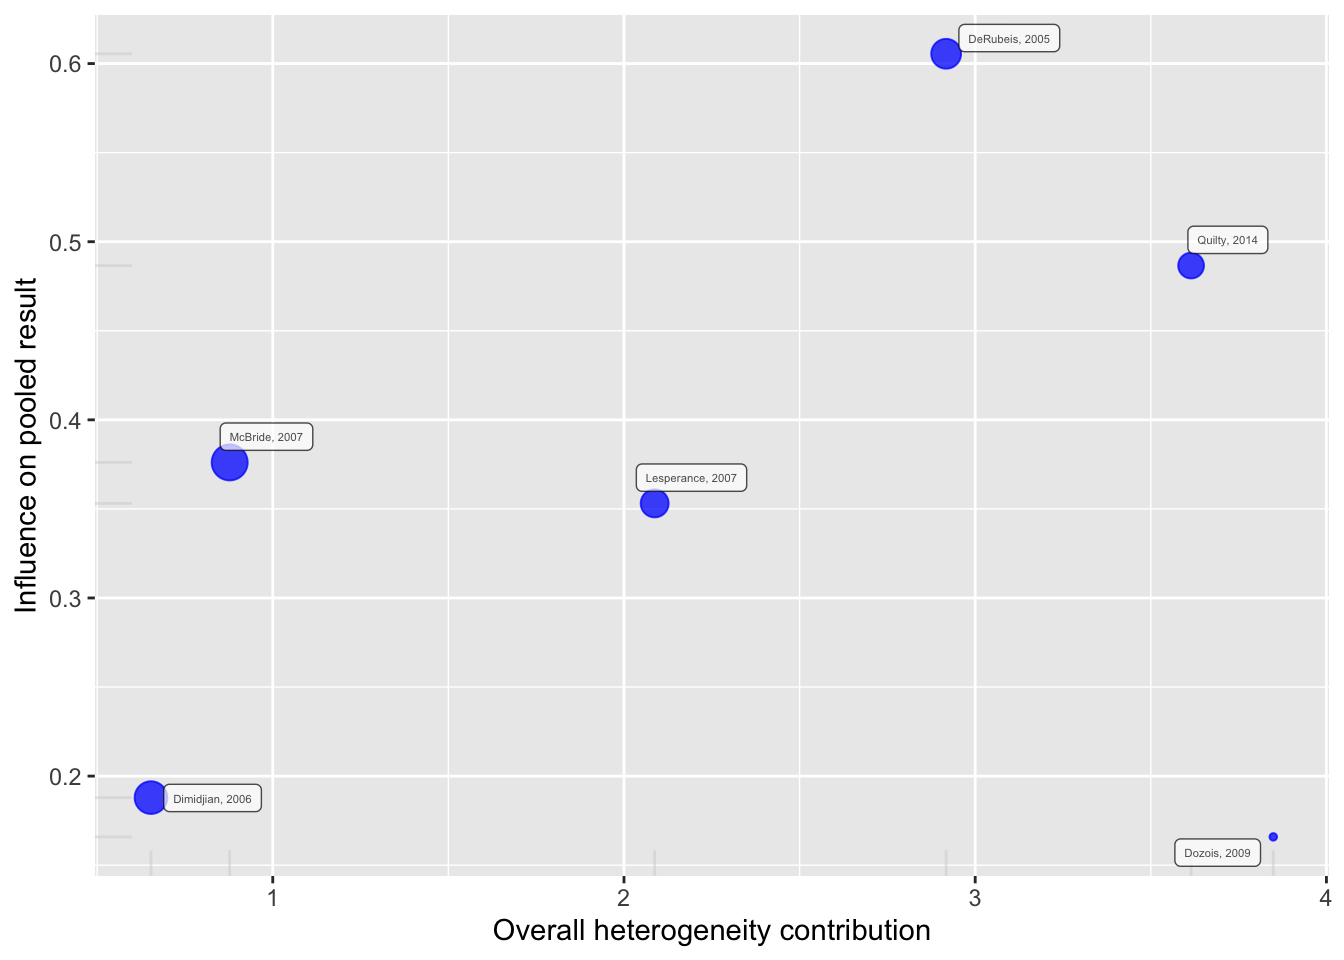 DeRubeis, 2005
0.6
Quilty, 2014
0.5
McBride, 2007
0.4
Lesperance, 2007
0.3
0.2
Dimidjian, 2006
Dozois, 2009
Influence on pooled result
1
2
3
4
Overall heterogeneity contribution